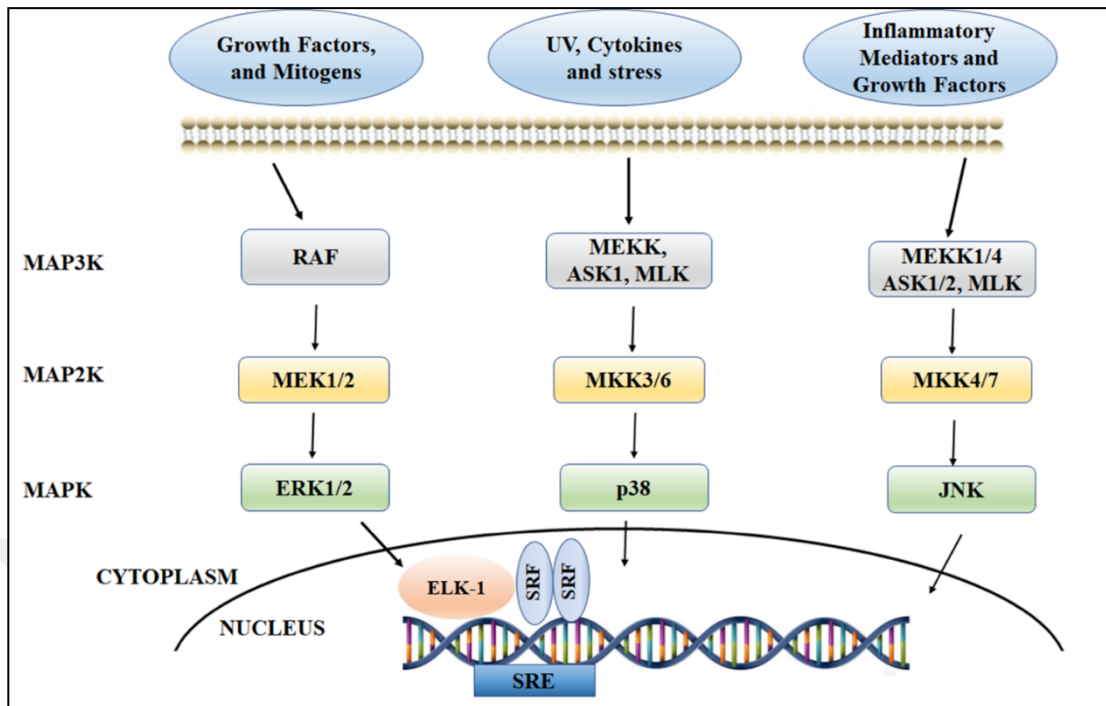 Growth Factors,
and Mitogens
UV, Cytokines
and stress
Inflammatory
Mediators and
Growth Factors
MAP3K
RAF
MEKK,
ASK1, MLK
MEKK1/4
ASK1/2, MLK
MAP2K
MEK1/2
MKK3/6
MKK4/7
MAPK
ERK1/2
p38
JNK
CYTOPLASM
ELK-1
SRF
SRF
NUCLEUS
SRE